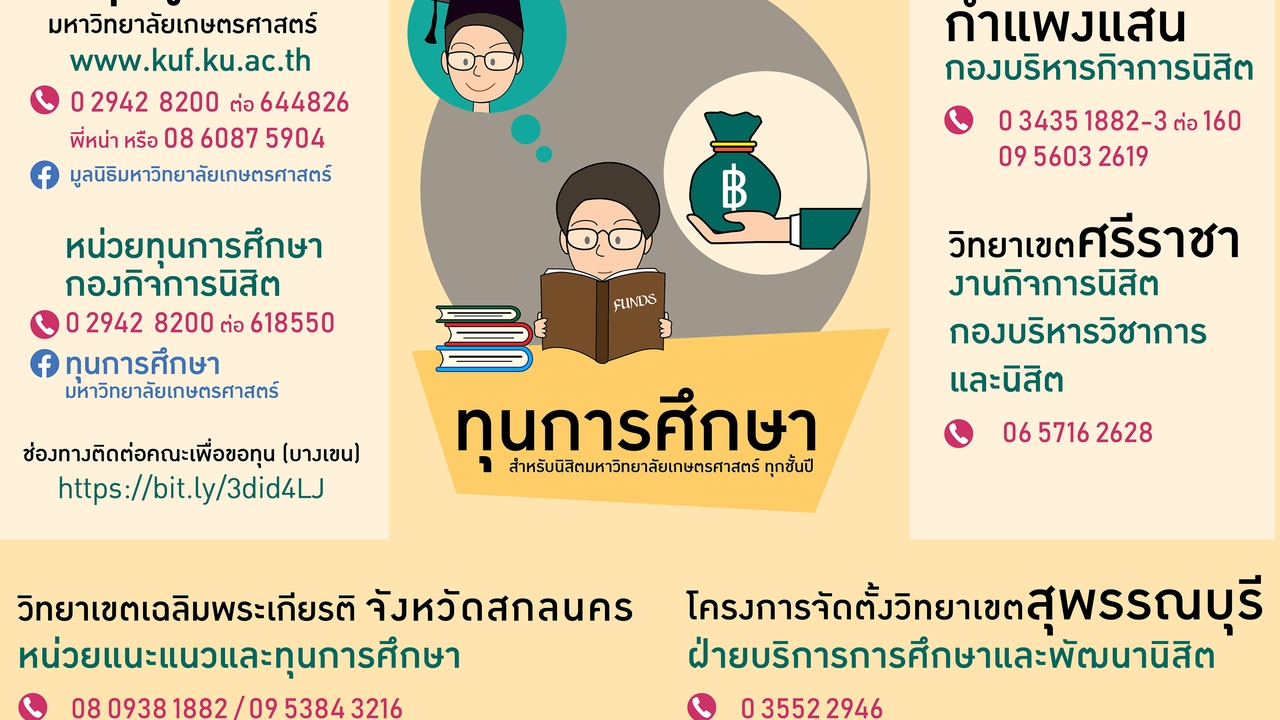 มหาวิทยาลัยเกษตรศาสตร์
www.kuf.ku.ac.th
0 2942 8200 ต่อ 644826
พี่หน่า หรือ 08 6087 5904
มูลนิธิมหาวิทยาลัยเกษตรศาสตร์
หน่วยทุนการศึกษา
กองกิจการนิสิต
0 2942 8200 ต่อ 618550
ทุนการศึกษา
มหาวิทยาลัยเกษตรศาสตร์
ช่องทางติดต่อคณะเพื่อขอทุน (บางเขน)
https://bit.ly/3did4LJ
฿
FUNDS
ทุนการศึกษา
สำหรับนิสิตมหาวิทยาลัยเกษตรศาสตร์ ทุกชั้นปี
กำแพงแสน
กองบริหารกิจการนิสิต
0 3435 1882-3 ต่อ 160
09 5603 2619
วิทยาเขตศรีราชา
งานกิจการนิสิต
กองบริหารวิชาการ
และนิสิต
06 5716 2628
วิทยาเขตเฉลิมพระเกียรติ จังหวัดสกลนคร
หน่วยแนะแนวและทุนการศึกษา
08 0938 1882 / 09 5384 3216
โครงการจัดตั้งวิทยาเขตสุพรรณบุรี
ฝ่ายบริการการศึกษาและพัฒนานิสิต
0 3552 2946